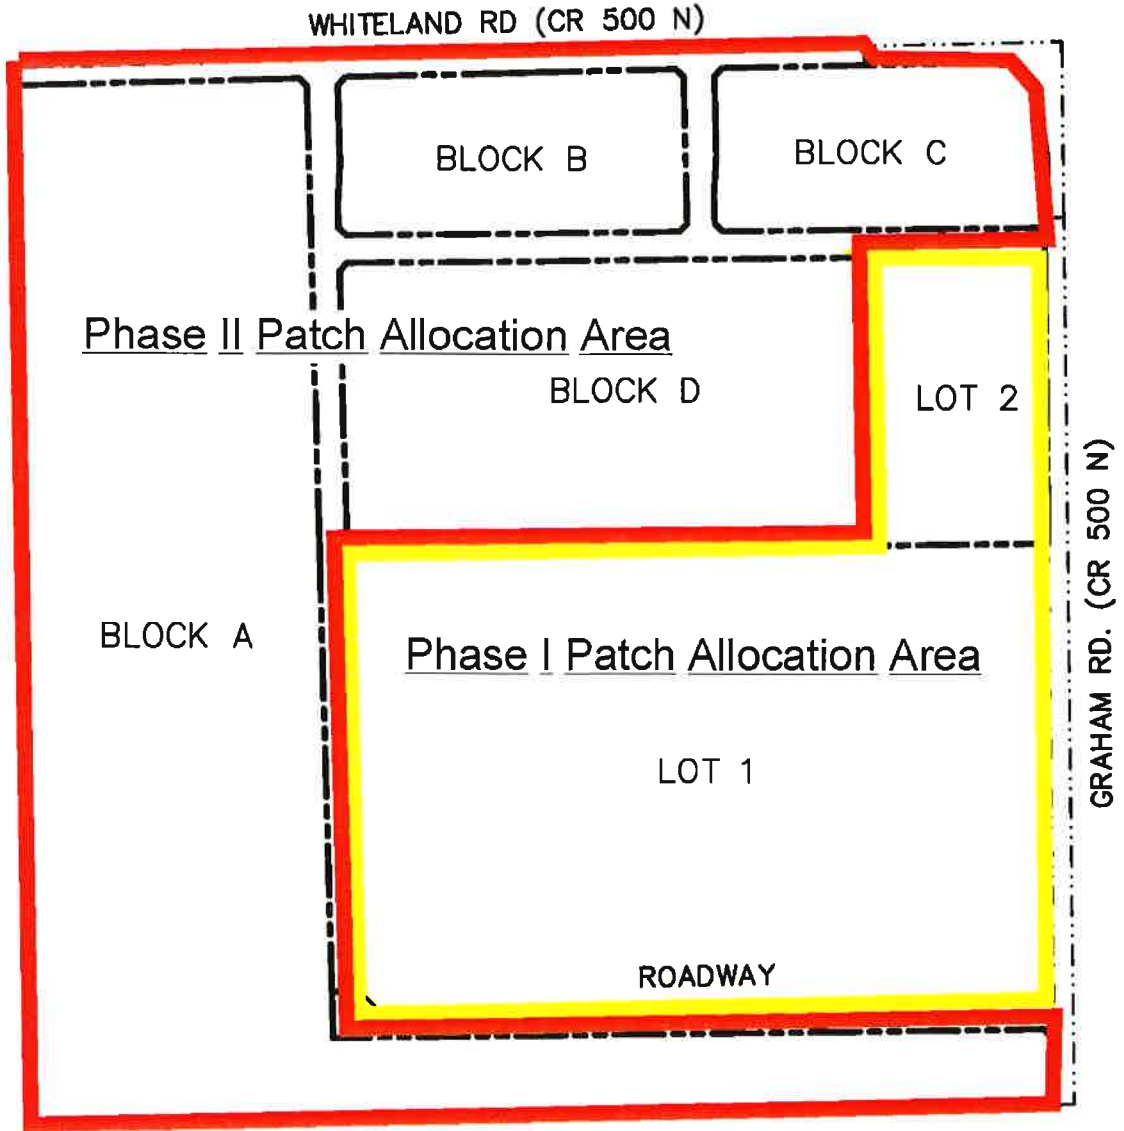 WHITELAND RD (CR 500 N)
BLOCK B
BLOCK C
Phase II Patch Allocation Area
BLOCK D
LOT 2
GRAHAM RD. (CR 500 N)
BLOCK A
Phase I Patch Allocation Area
LOT 1
ROADWAY